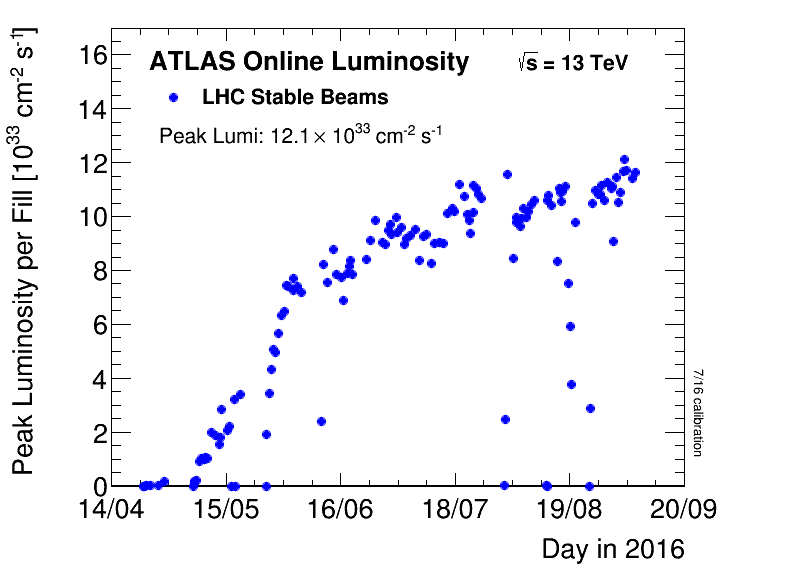 ATLAS Online Luminosity √s = 13 TeV
LHC Stable Beams
Peak Lumi: 12.1 × 10³³ cm⁻² s⁻¹
Peak Luminosity per Fill [10³³ cm⁻² s⁻¹]
16
14
12
10
8
6
4
2
0
14/04 15/05 16/06 18/07 19/08 20/09
Day in 2016
7/16 calibration